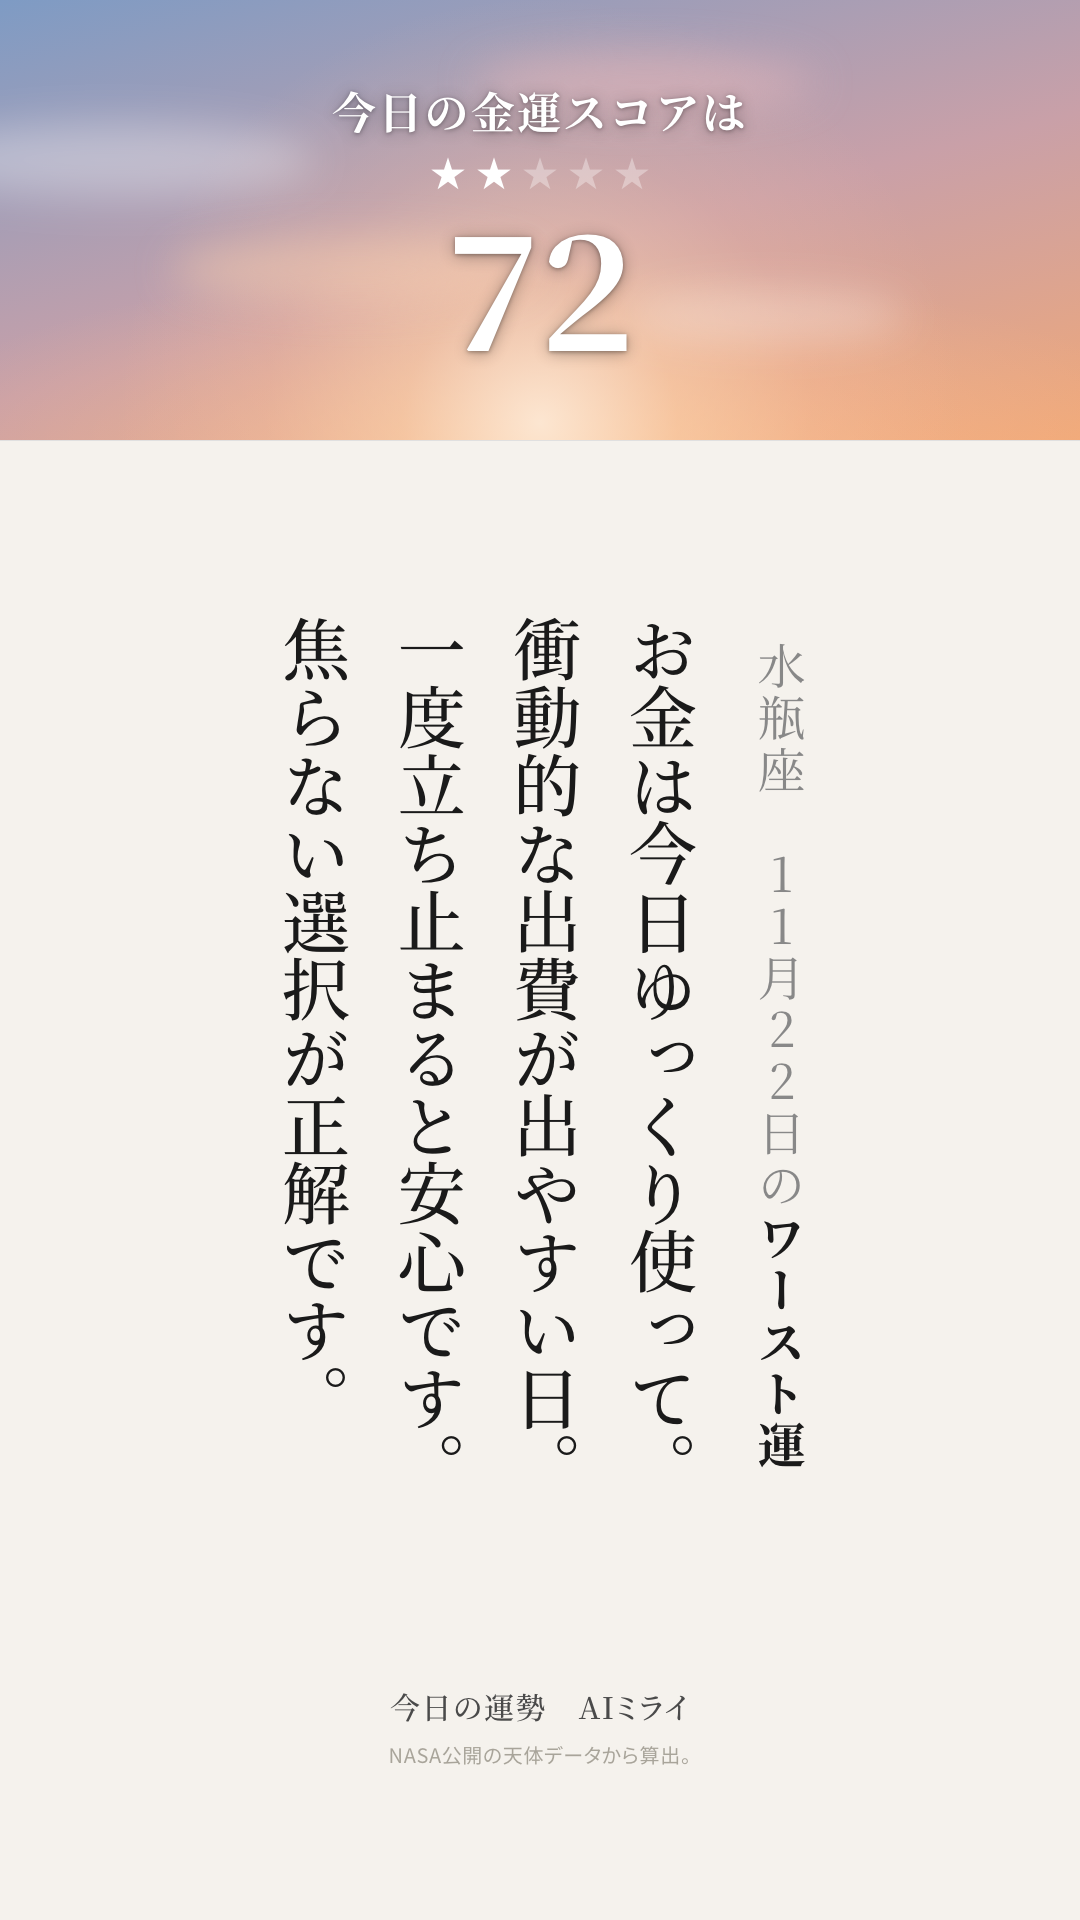 今日の金運スコアは
★★★★★
72
水瓶座　11月22日のワースト運
お金は今日ゆっくり使って。
衝動的な出費が出やすい日。
一度立ち止まると安心です。
焦らない選択が正解です。
今日の運勢　AIミライ
NASA公開の天体データから算出。